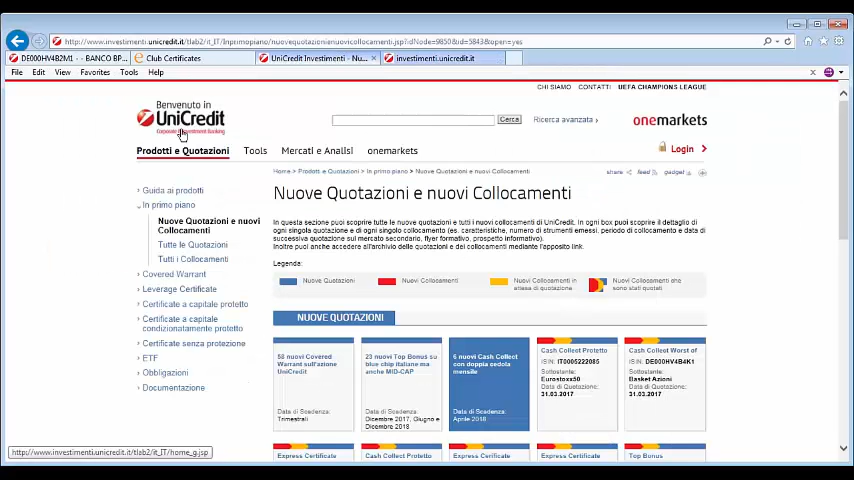 http://www.investimenti.unicredit.it/tlab2/it_IT/Inprimopiano/nuovequotazionienuovicollocamenti.jsp?idNode=9850&id=5843&open=yes
DE000HV4B2M1 - - BANCO BP...
Club Certificates
UniCredit Investimenti - Nu...
investimenti.unicredit.it
File Edit View Favorites Tools Help
CHI SIAMO CONTATTI UEFA CHAMPIONS LEAGUE
Benvenuto in
UniCredit
Corporate & Investment Banking
Cerca
Ricerca avanzata
onemarkets
Prodotti e Quotazioni Tools Mercati e Analisi onemarkets
Login
Home > Prodotti e Quotazioni > In primo piano > Nuove Quotazioni e nuovi Collocamenti
share feed gadget
Guida ai prodotti
In primo piano
Nuove Quotazioni e nuovi
Collocamenti
Tutte le Quotazioni
Tutti i Collocamenti
Covered Warrant
Leverage Certificate
Certificate a capitale protetto
Certificate a capitale
condizionatamente protetto
Certificate senza protezione
ETF
Obbligazioni
Documentazione
Nuove Quotazioni e nuovi Collocamenti
In questa sezione puoi scoprire tutte le nuove quotazioni e tutti i nuovi collocamenti di UniCredit. In ogni box puoi scoprire il dettaglio di
ogni singola quotazione e di ogni singolo collocamento (es. caratteristiche, numero di strumenti emessi, periodo di collocamento e data di
successiva quotazione sul mercato secondario, flyer formativo, prospetto informativo).
Inoltre puoi anche accedere all'archivio delle quotazioni e dei collocamenti mediante l'apposito link.
Legenda:
Nuove Quotazioni
Nuovi Collocamenti
Nuovi Collocamenti in
attesa di quotazione
Nuovi Collocamenti che
sono stati quotati
NUOVE QUOTAZIONI
58 nuovi Covered
Warrant sull'azione
UniCredit
Data di Scadenza:
Trimestrali
23 nuovi Top Bonus su
blue chip italiane ma
anche MID-CAP
Data di Scadenza:
Dicembre 2017, Giugno e
Dicembre 2018
6 nuovi Cash Collect
con doppia cedola
mensile
Data di Scadenza:
Aprile 2018
Cash Collect Protetto
ISIN: IT0005222085
Sottostante:
Eurostoxx50
Data di Quotazione:
31.03.2017
Cash Collect Worst of
ISIN: DE000HV4B4K1
Sottostante:
Basket Azioni
Data di Quotazione:
31.03.2017
Express Certificate
Cash Collect Protetto
Express Certificate
Express Certificate
Top Bonus
http://www.investimenti.unicredit.it/tlab2/it_IT/home_g.jsp